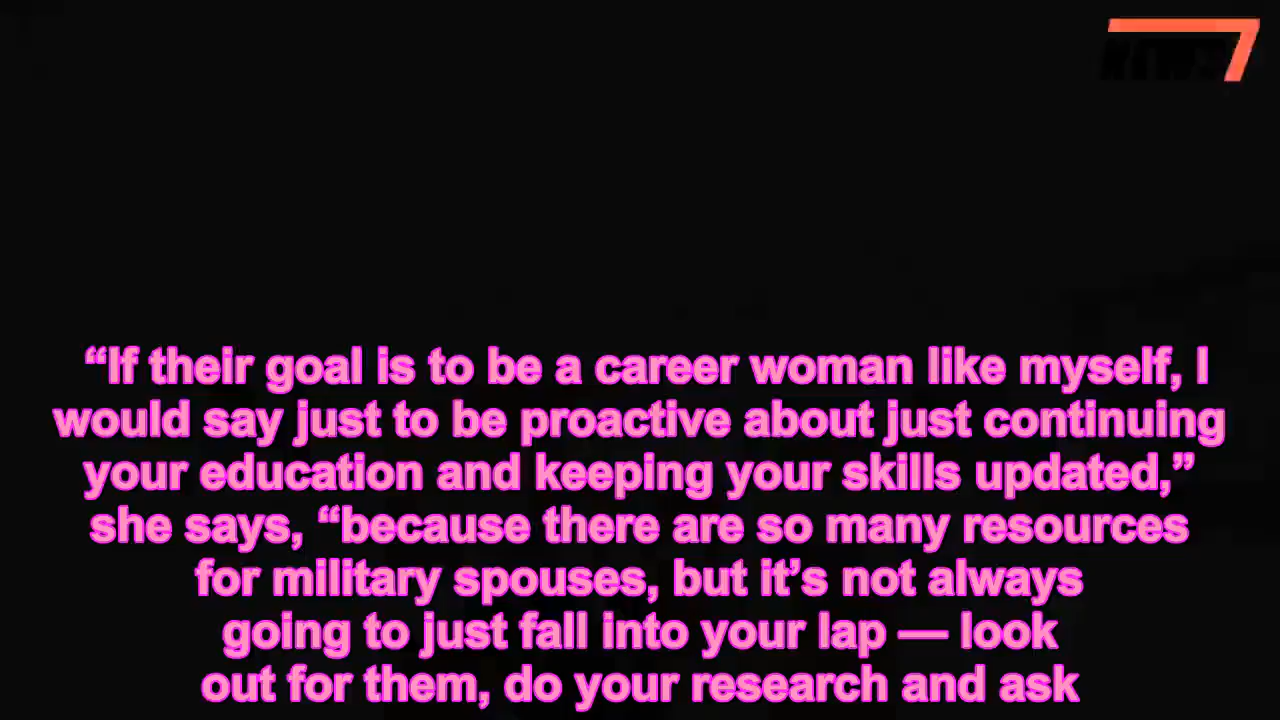 NEWS7
“If their goal is to be a career woman like myself, I
would say just to be proactive about just continuing
your education and keeping your skills updated,”
she says, “because there are so many resources
for military spouses, but it’s not always
going to just fall into your lap — look
out for them, do your research and ask